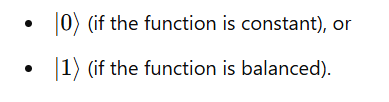 • |0⟩ (if the function is constant), or
• |1⟩ (if the function is balanced).